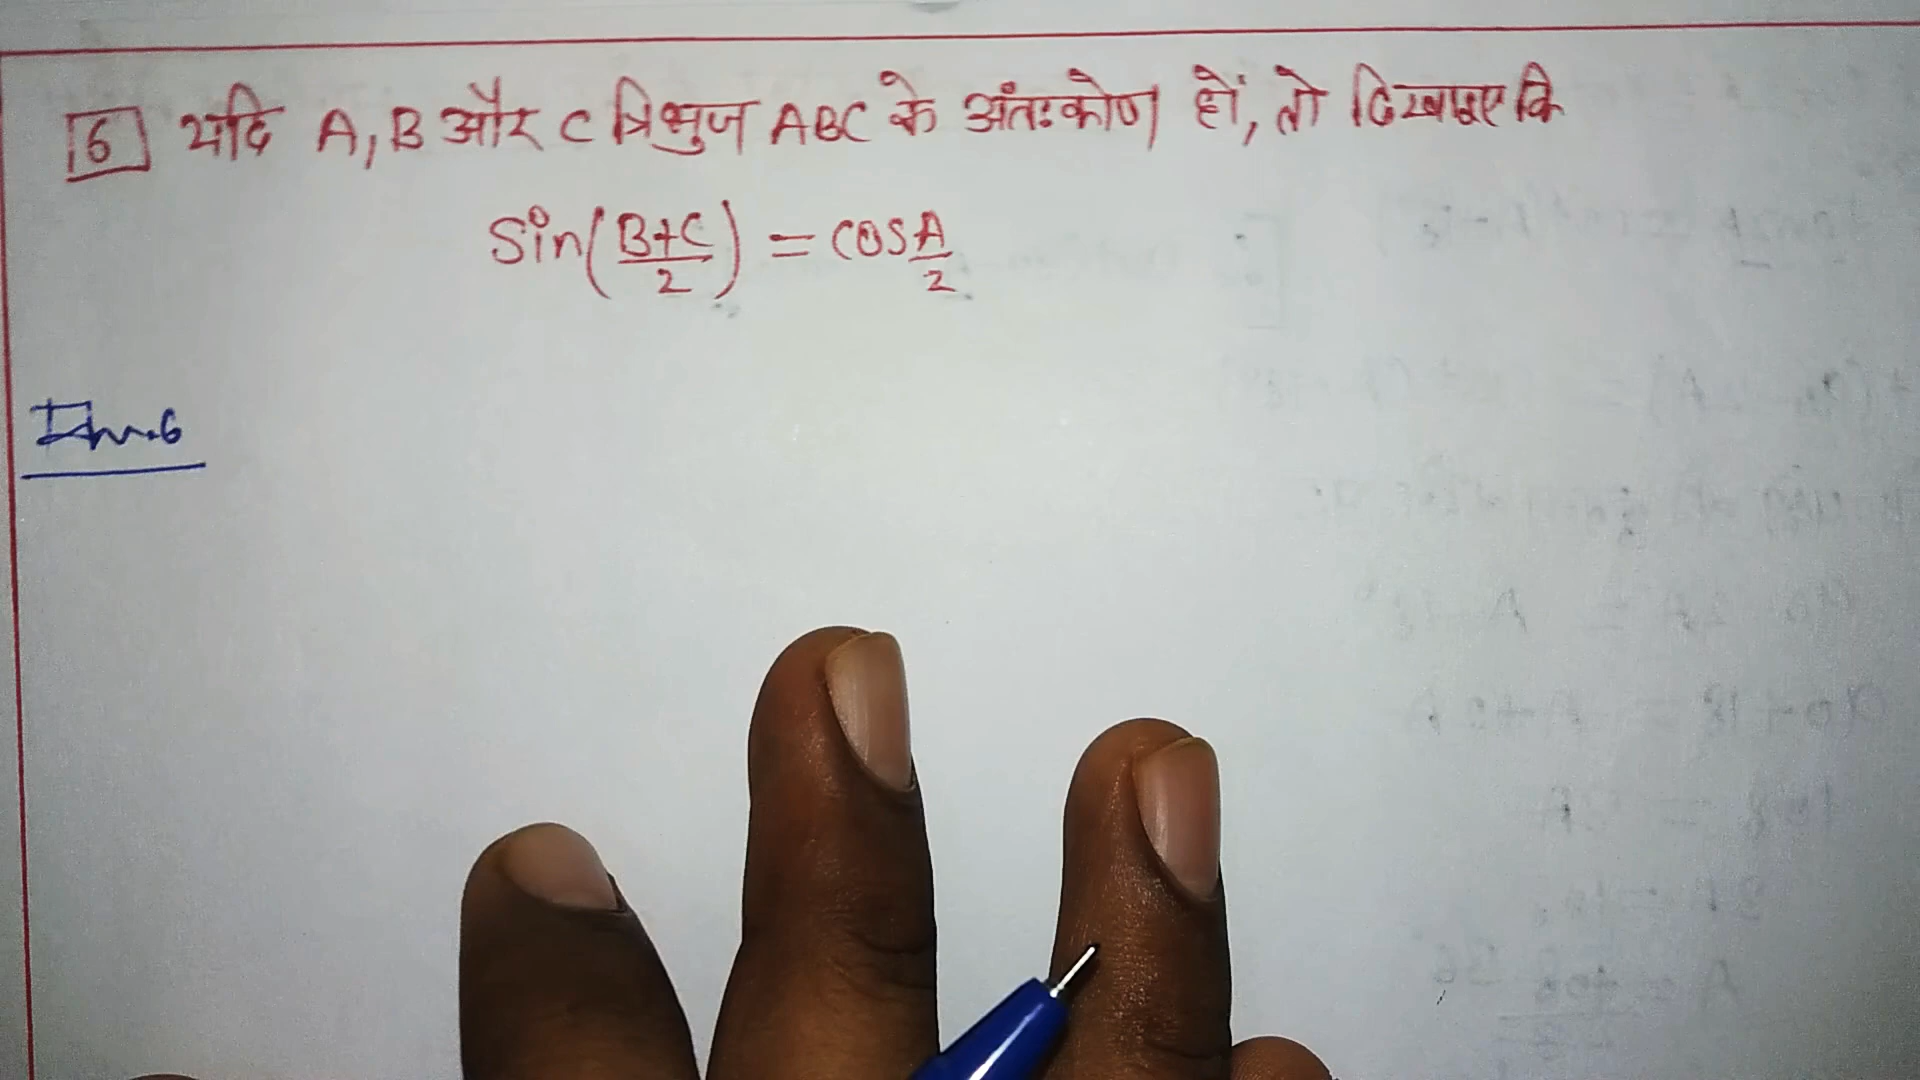 6 यदि A, B और C त्रिभुज ABC के अंतःकोण हों, तो दिखाइए कि
Sin(B+C/2) = cos A/2